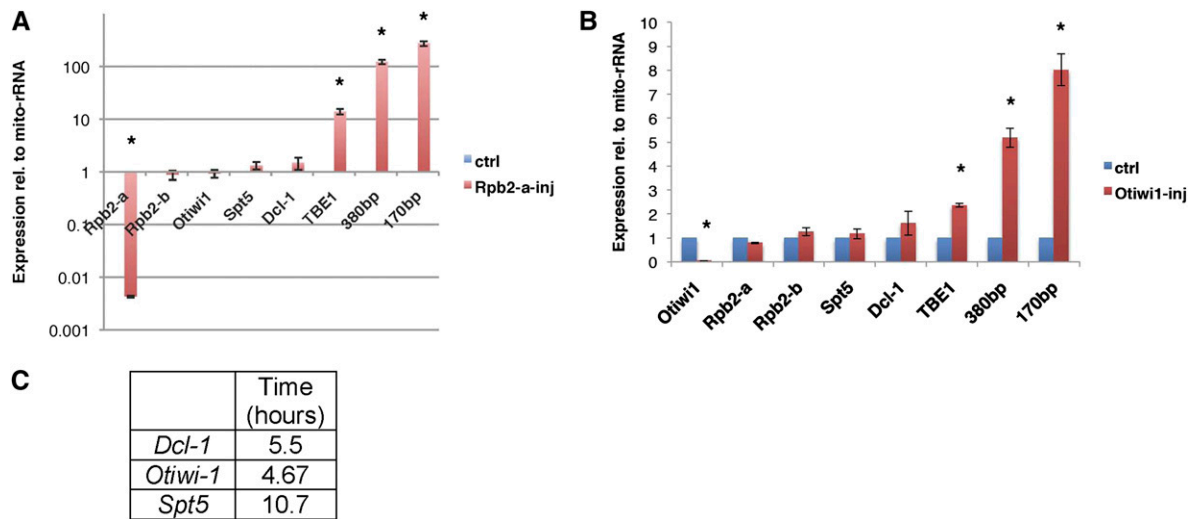 A
Expression rel. to mito-rRNA
100
10
1
0.1
0.01
0.001
*
*
*
*
Rpb2-a
Rpb2-b
Otiwi1
Spt5
Dcl-1
TBE1
380bp
170bp
ctrl
Rpb2-a-inj
B
Expression rel. to mito-rRNA
10
9
8
7
6
5
4
3
2
1
0
*
*
*
*
Otiwi1
Rpb2-a
Rpb2-b
Spt5
Dcl-1
TBE1
380bp
170bp
ctrl
Otiwi1-inj
C
Time
(hours)
Dcl-1 5.5
Otiwi-1 4.67
Spt5 10.7